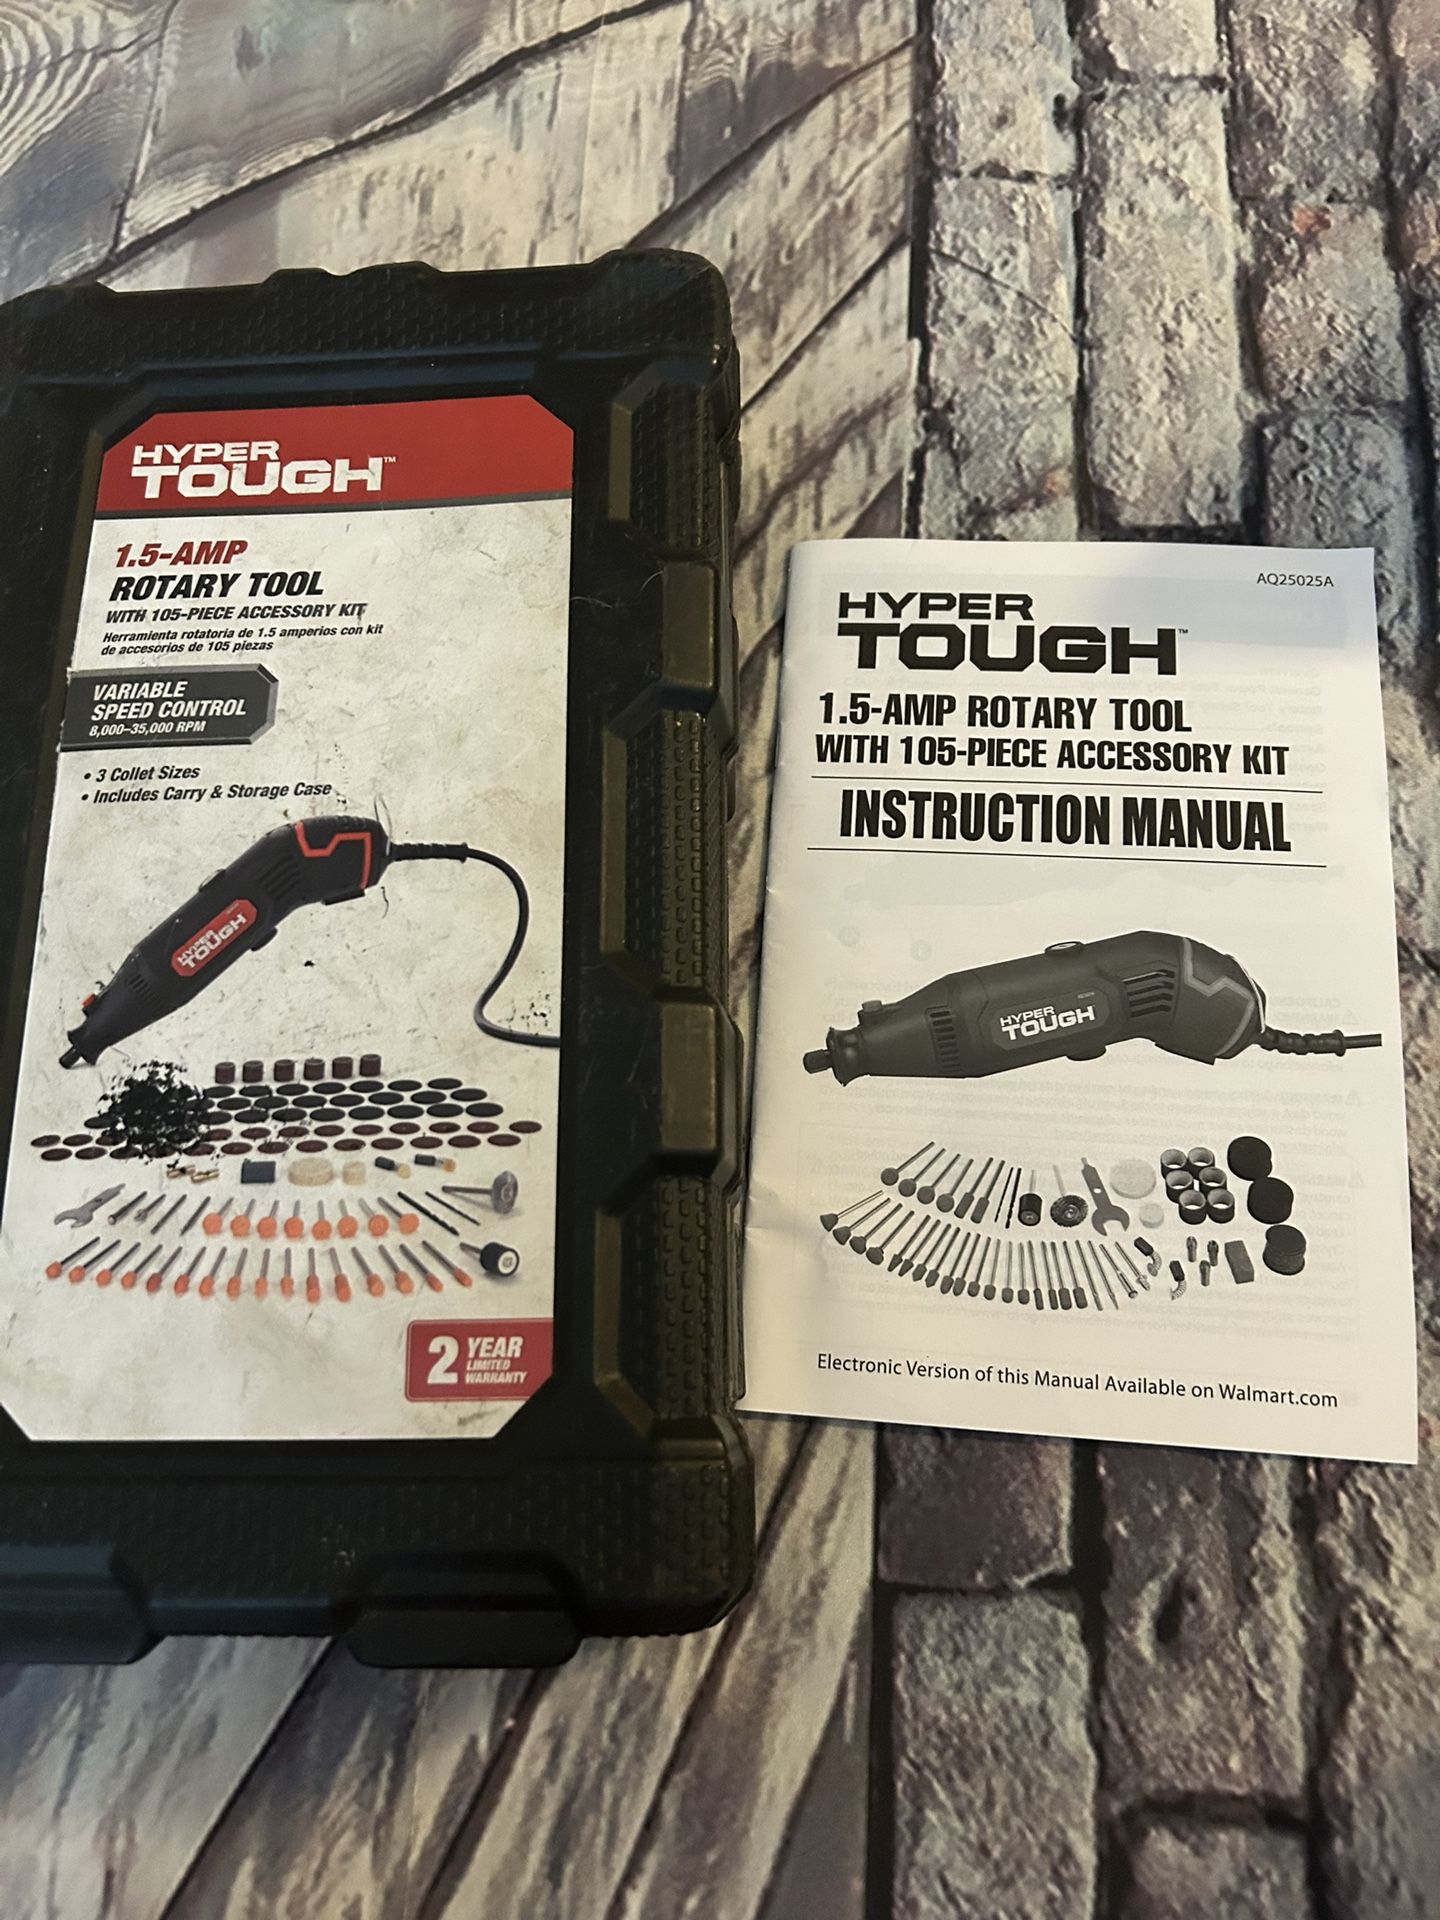 HYPER
TOUGH™
1.5-AMP
ROTARY TOOL
WITH 105-PIECE ACCESSORY KIT
Herramienta rotatoria de 1.5 amperios con kit
de accesorios de 105 piezas
VARIABLE
SPEED CONTROL
8,000–35,000 RPM
• 3 Collet Sizes
• Includes Carry & Storage Case
HYPER
TOUGH
2 YEAR
LIMITED
WARRANTY
AQ25025A
HYPER
TOUGH™
1.5-AMP ROTARY TOOL
WITH 105-PIECE ACCESSORY KIT
INSTRUCTION MANUAL
HYPER
TOUGH
Electronic Version of this Manual Available on Walmart.com